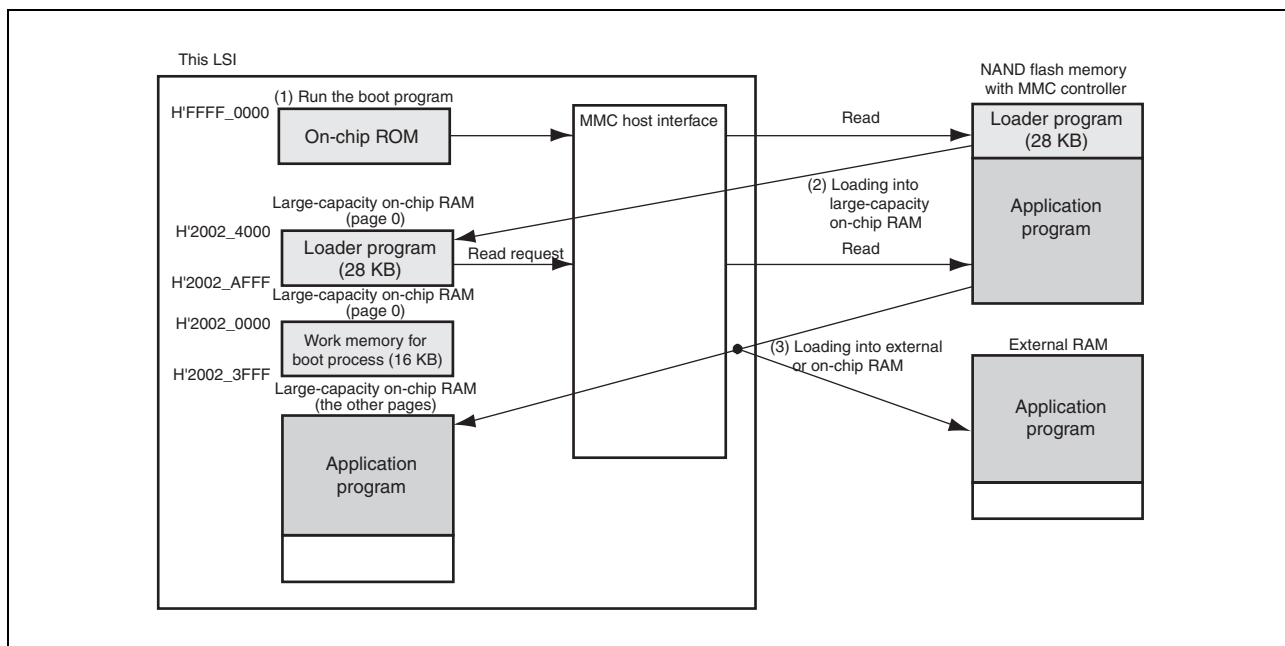 This LSI
(1) Run the boot program
H'FFFF_0000
On-chip ROM
MMC host interface
Read
NAND flash memory
with MMC controller
Loader program
(28 KB)
(2) Loading into
large-capacity
on-chip RAM
Application
program
Large-capacity on-chip RAM
(page 0)
H'2002_4000
Loader program
(28 KB)
Read request
Read
H'2002_AFFF
Large-capacity on-chip RAM
(page 0)
H'2002_0000
Work memory for
boot process (16 KB)
H'2002_3FFF
(3) Loading into external
or on-chip RAM
External RAM
Application
program
Large-capacity on-chip RAM
(the other pages)
Application
program